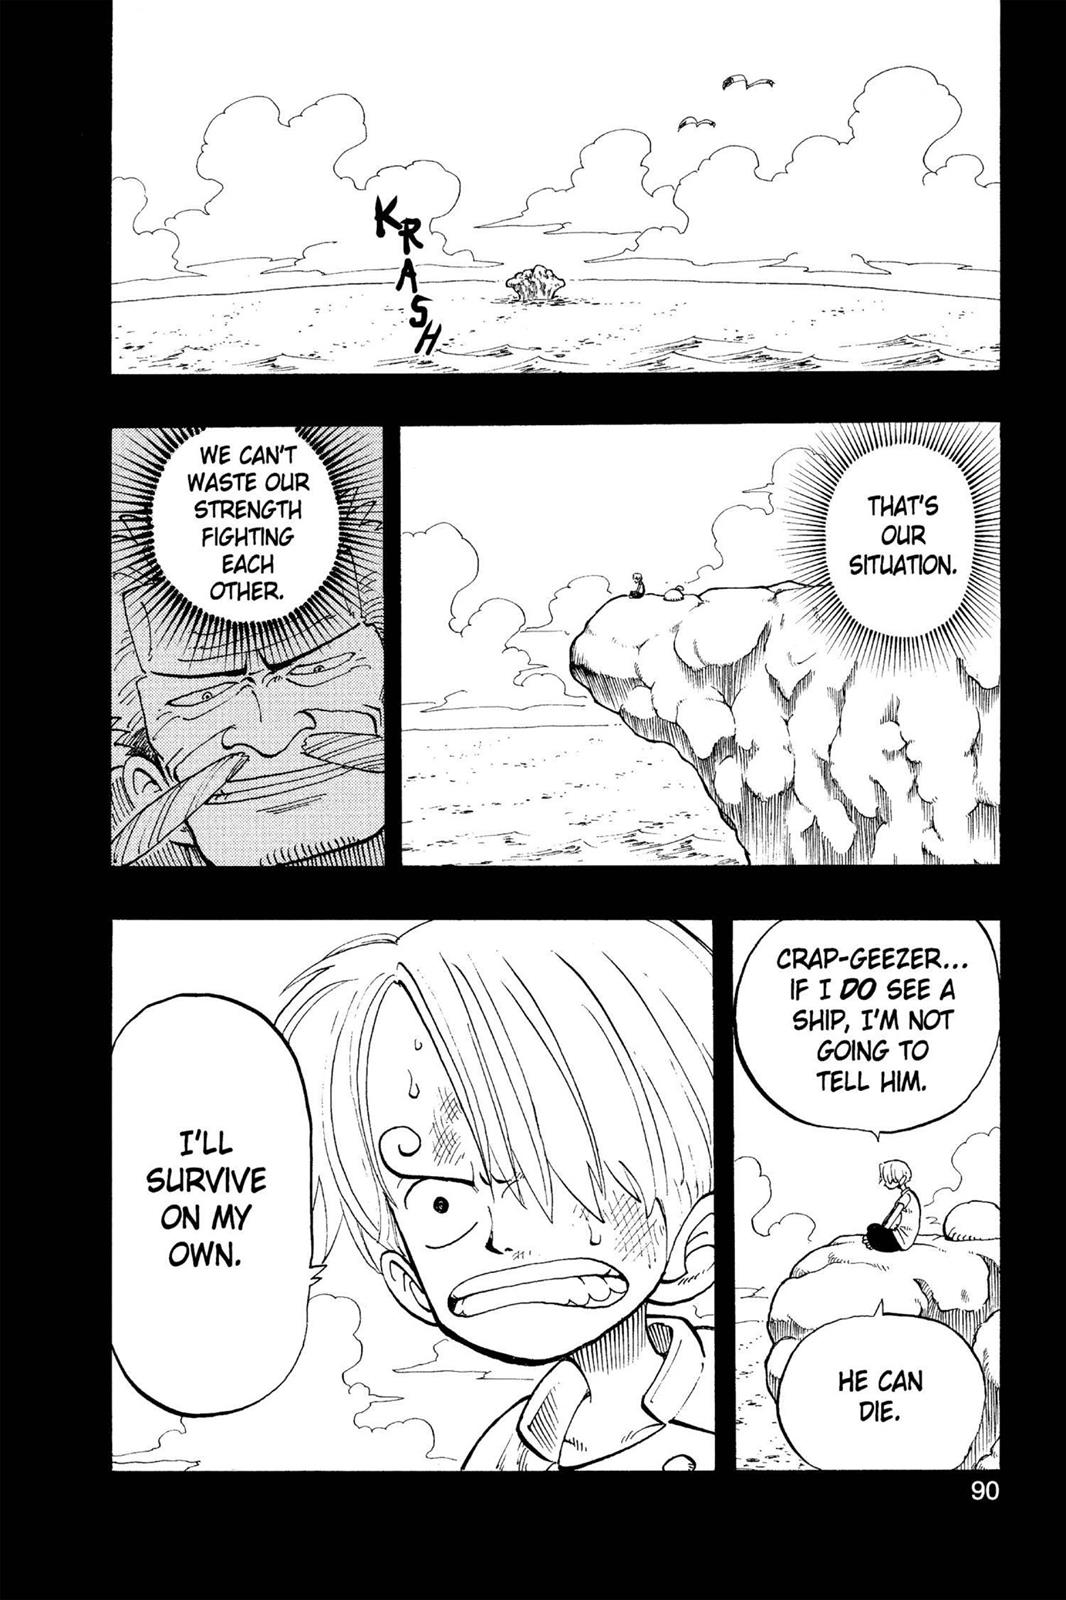 KRASH
THAT'S
OUR
SITUATION.
WE CAN'T
WASTE OUR
STRENGTH
FIGHTING
EACH
OTHER.
CRAP-GEEZER...
IF I DO SEE A
SHIP, I'M NOT
GOING TO
TELL HIM.
HE CAN
DIE.
I'LL
SURVIVE
ON MY
OWN.
90